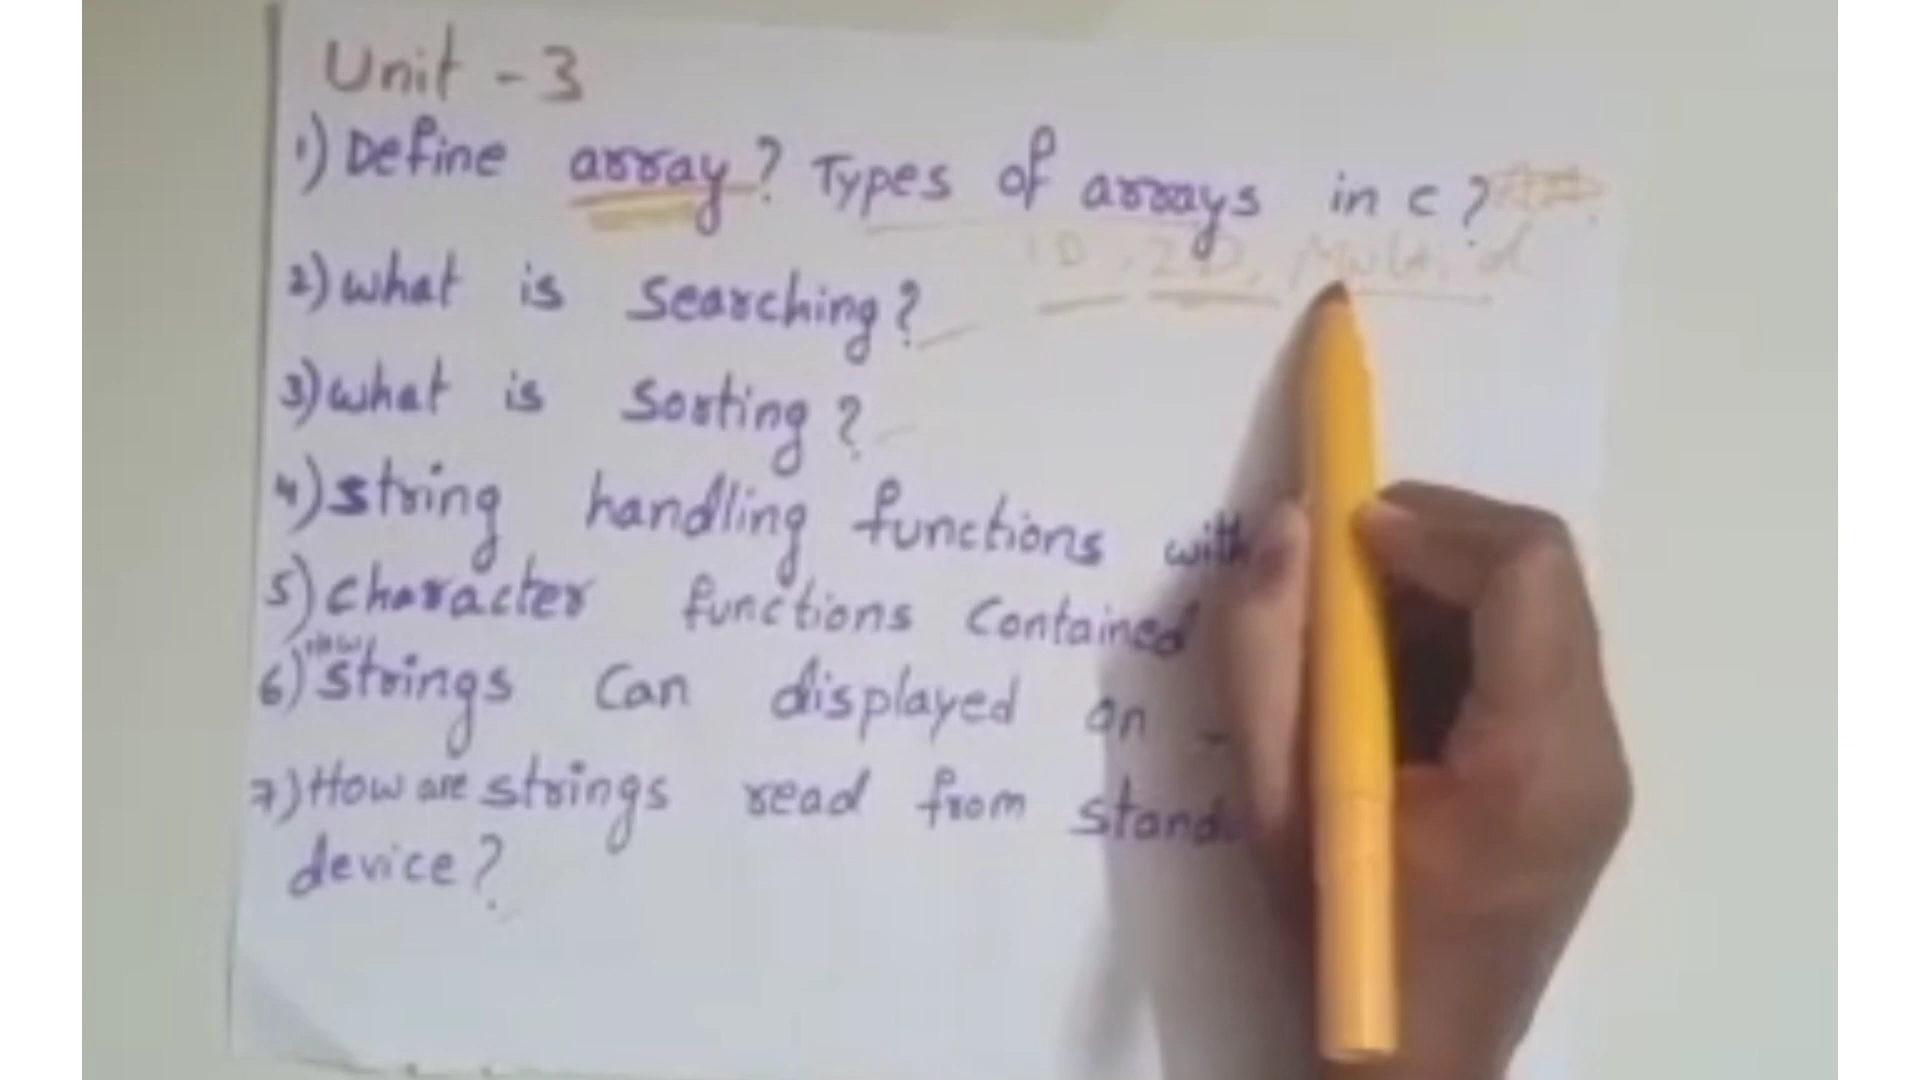 Unit - 3
1) Define array? Types of arrays in c?
1D, 2D, Multi d
2) what is searching?
3) what is sorting?
4) string handling functions with
5) character functions contained
6) How strings can displayed on -
7) How are strings read from
device?